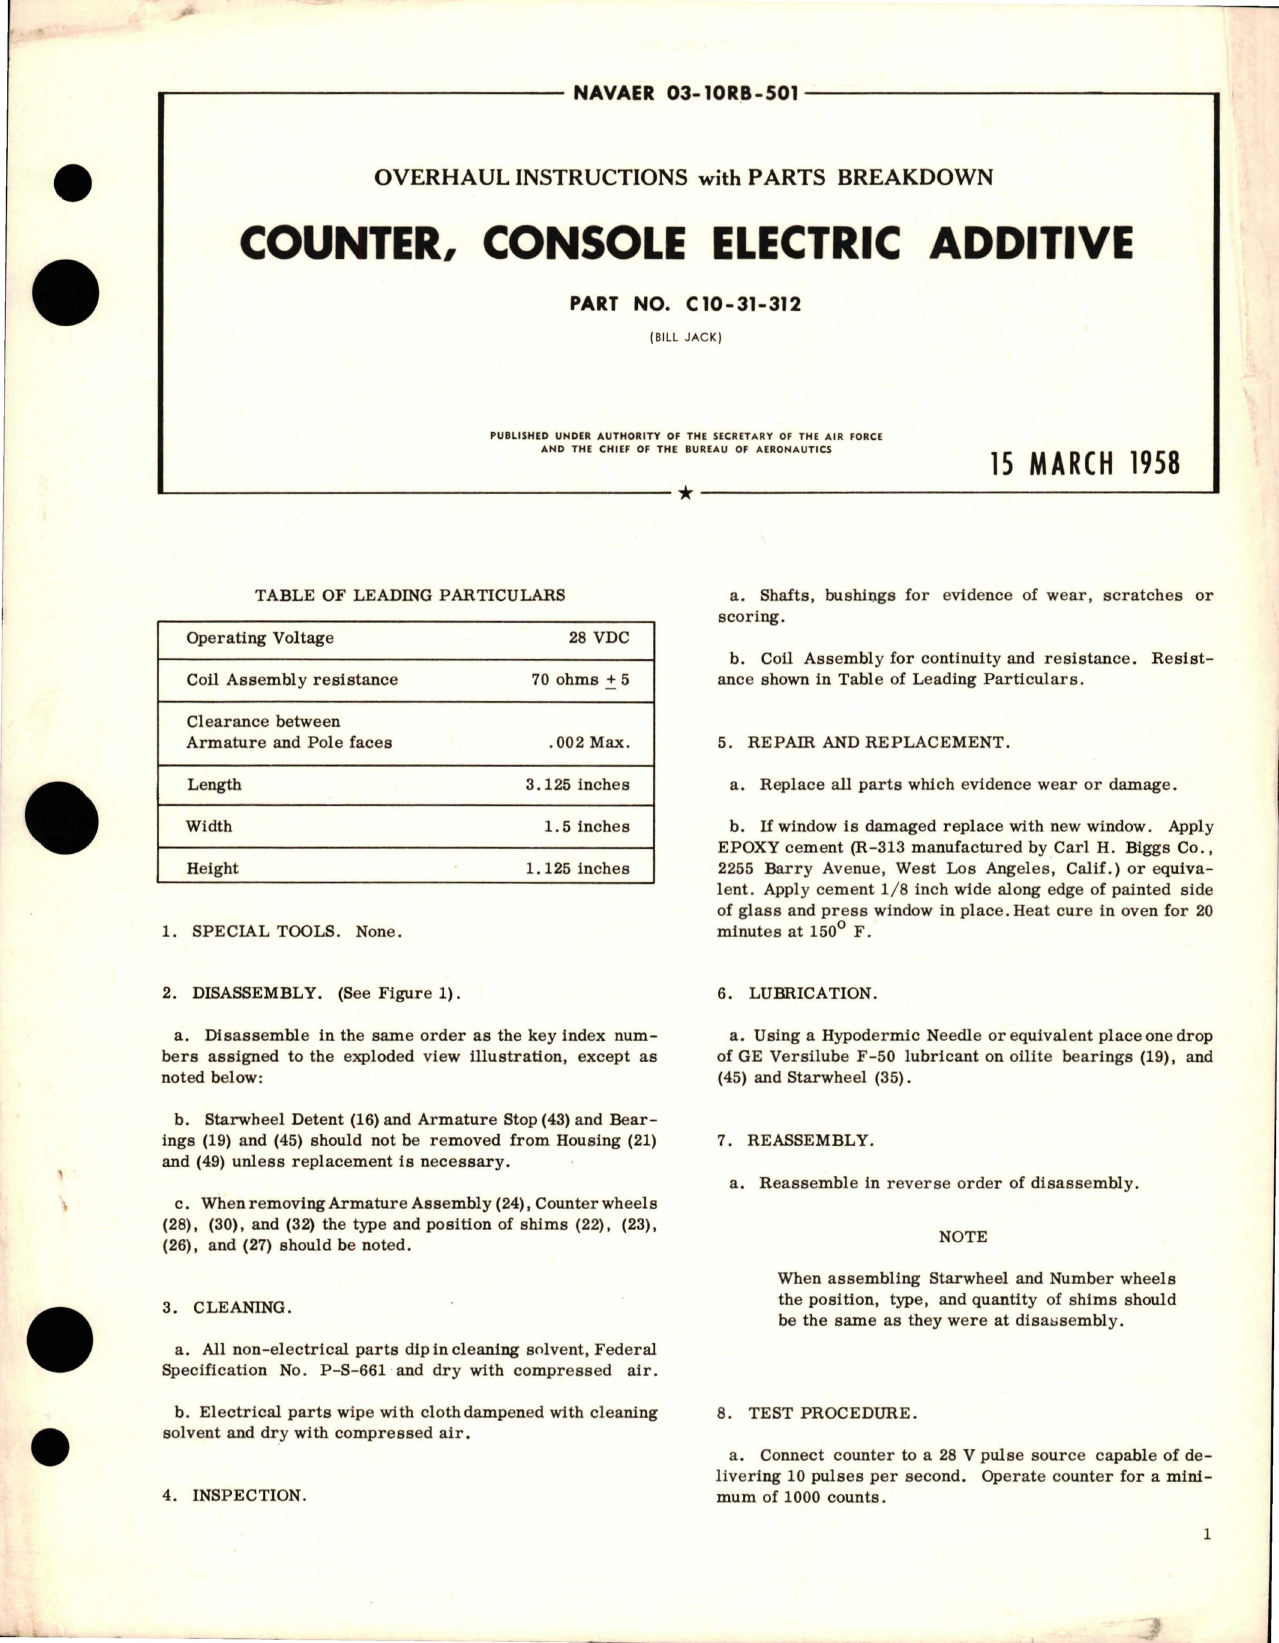 NAVAER 03-10RB-501
OVERHAUL INSTRUCTIONS with PARTS BREAKDOWN
COUNTER, CONSOLE ELECTRIC ADDITIVE
PART NO. C10-31-312
(BILL JACK)
PUBLISHED UNDER AUTHORITY OF THE SECRETARY OF THE AIR FORCE
AND THE CHIEF OF THE BUREAU OF AERONAUTICS
15 MARCH 1958
TABLE OF LEADING PARTICULARS
Operating Voltage 28 VDC
Coil Assembly resistance 70 ohms ± 5
Clearance between
Armature and Pole faces .002 Max.
Length 3.125 inches
Width 1.5 inches
Height 1.125 inches
1. SPECIAL TOOLS. None.
2. DISASSEMBLY. (See Figure 1).
a. Disassemble in the same order as the key index num-
bers assigned to the exploded view illustration, except as
noted below:
b. Starwheel Detent (16) and Armature Stop (43) and Bear-
ings (19) and (45) should not be removed from Housing (21)
and (49) unless replacement is necessary.
c. When removing Armature Assembly (24), Counter wheels
(28), (30), and (32) the type and position of shims (22), (23),
(26), and (27) should be noted.
3. CLEANING.
a. All non-electrical parts dip in cleaning solvent, Federal
Specification No. P-S-661 and dry with compressed air.
b. Electrical parts wipe with cloth dampened with cleaning
solvent and dry with compressed air.
4. INSPECTION.
a. Shafts, bushings for evidence of wear, scratches or
scoring.
b. Coil Assembly for continuity and resistance. Resist-
ance shown in Table of Leading Particulars.
5. REPAIR AND REPLACEMENT.
a. Replace all parts which evidence wear or damage.
b. If window is damaged replace with new window. Apply
EPOXY cement (R-313 manufactured by Carl H. Biggs Co.,
2255 Barry Avenue, West Los Angeles, Calif.) or equiva-
lent. Apply cement 1/8 inch wide along edge of painted side
of glass and press window in place. Heat cure in oven for 20
minutes at 150° F.
6. LUBRICATION.
a. Using a Hypodermic Needle or equivalent place one drop
of GE Versilube F-50 lubricant on oilite bearings (19), and
(45) and Starwheel (35).
7. REASSEMBLY.
a. Reassemble in reverse order of disassembly.
NOTE
When assembling Starwheel and Number wheels
the position, type, and quantity of shims should
be the same as they were at disassembly.
8. TEST PROCEDURE.
a. Connect counter to a 28 V pulse source capable of de-
livering 10 pulses per second. Operate counter for a mini-
mum of 1000 counts.
1